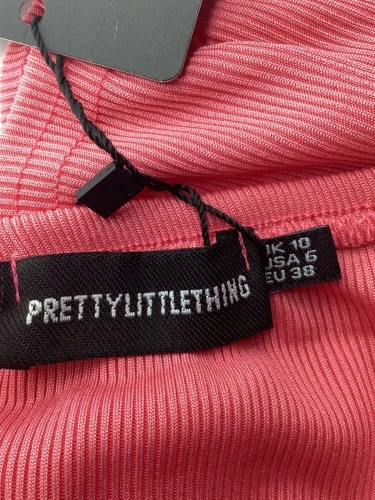 PRETTYLITTLETHING
UK 10
USA 6
EU 38